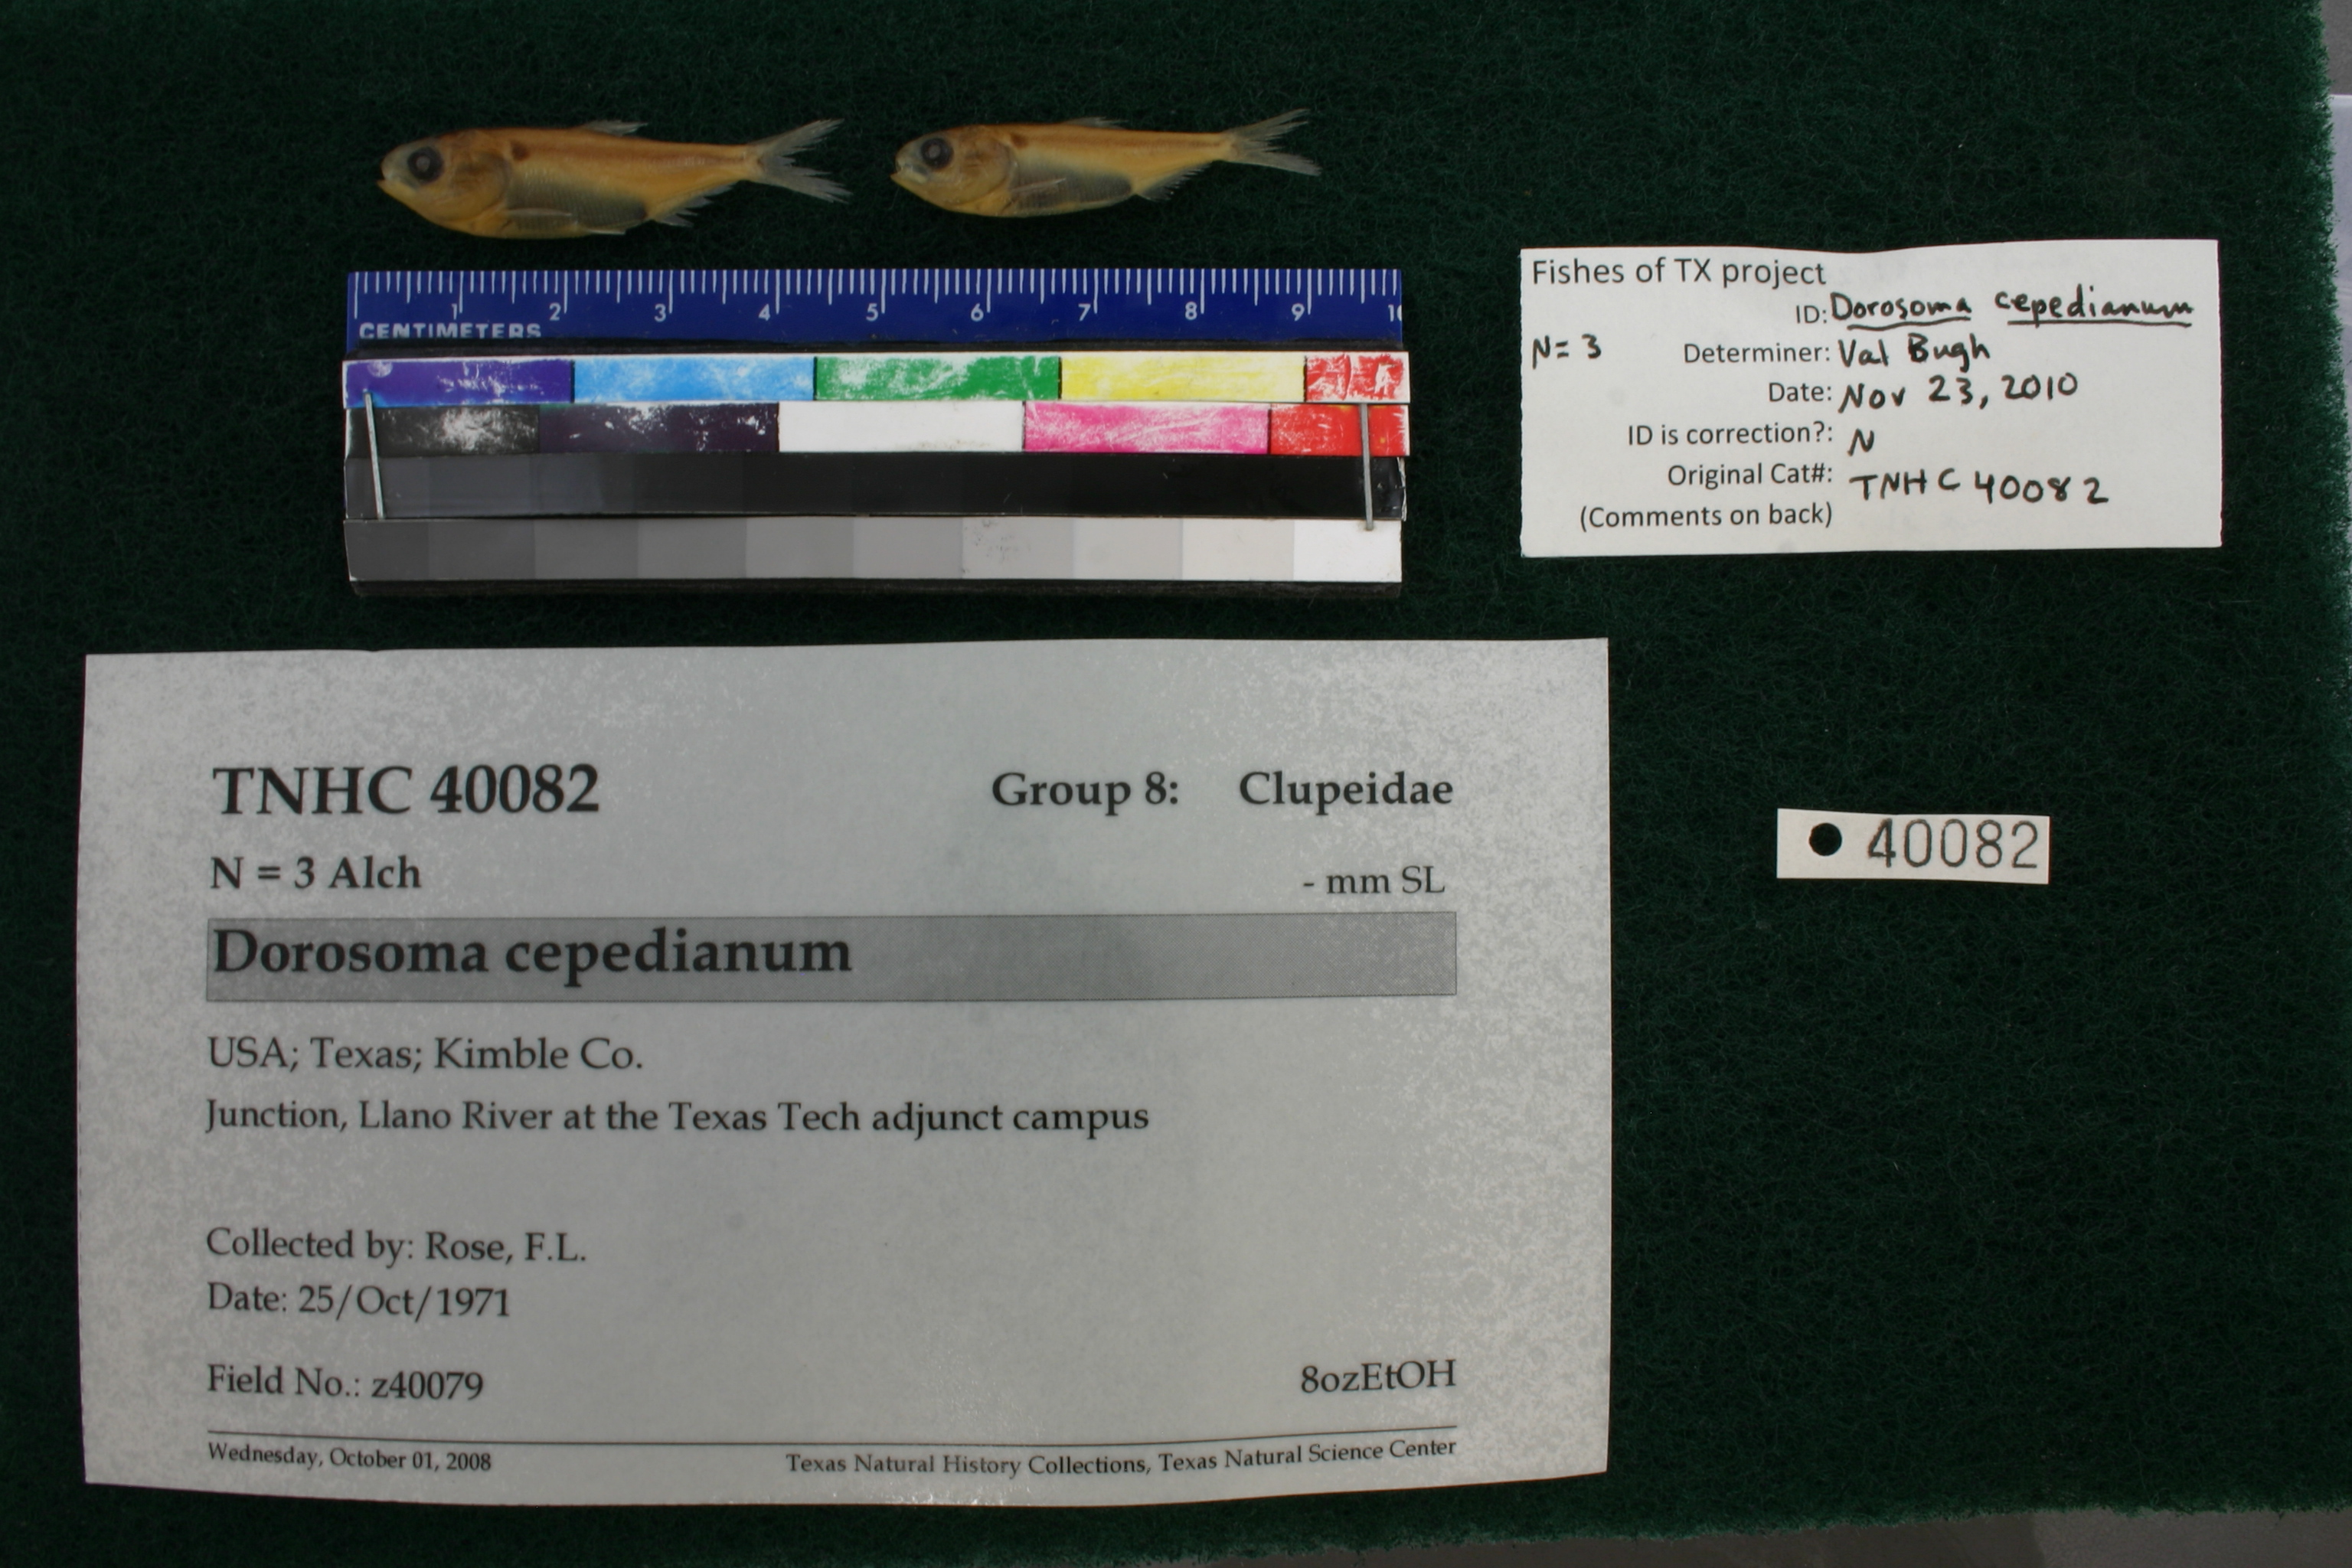 1 2 3 4 5 6 7 8 9 10
CENTIMETERS
Fishes of TX project
ID: Dorosoma cepedianum
N= 3 Determiner: Val Bugh
Date: Nov 23, 2010
ID is correction?: N
Original Cat#: TNHC 40082
(Comments on back)
TNHC 40082 Group 8: Clupeidae
N = 3 Alch - mm SL
Dorosoma cepedianum
USA; Texas; Kimble Co.
Junction, Llano River at the Texas Tech adjunct campus
Collected by: Rose, F.L.
Date: 25/Oct/1971
Field No.: z40079 8ozEtOH
Wednesday, October 01, 2008 Texas Natural History Collections, Texas Natural Science Center
40082